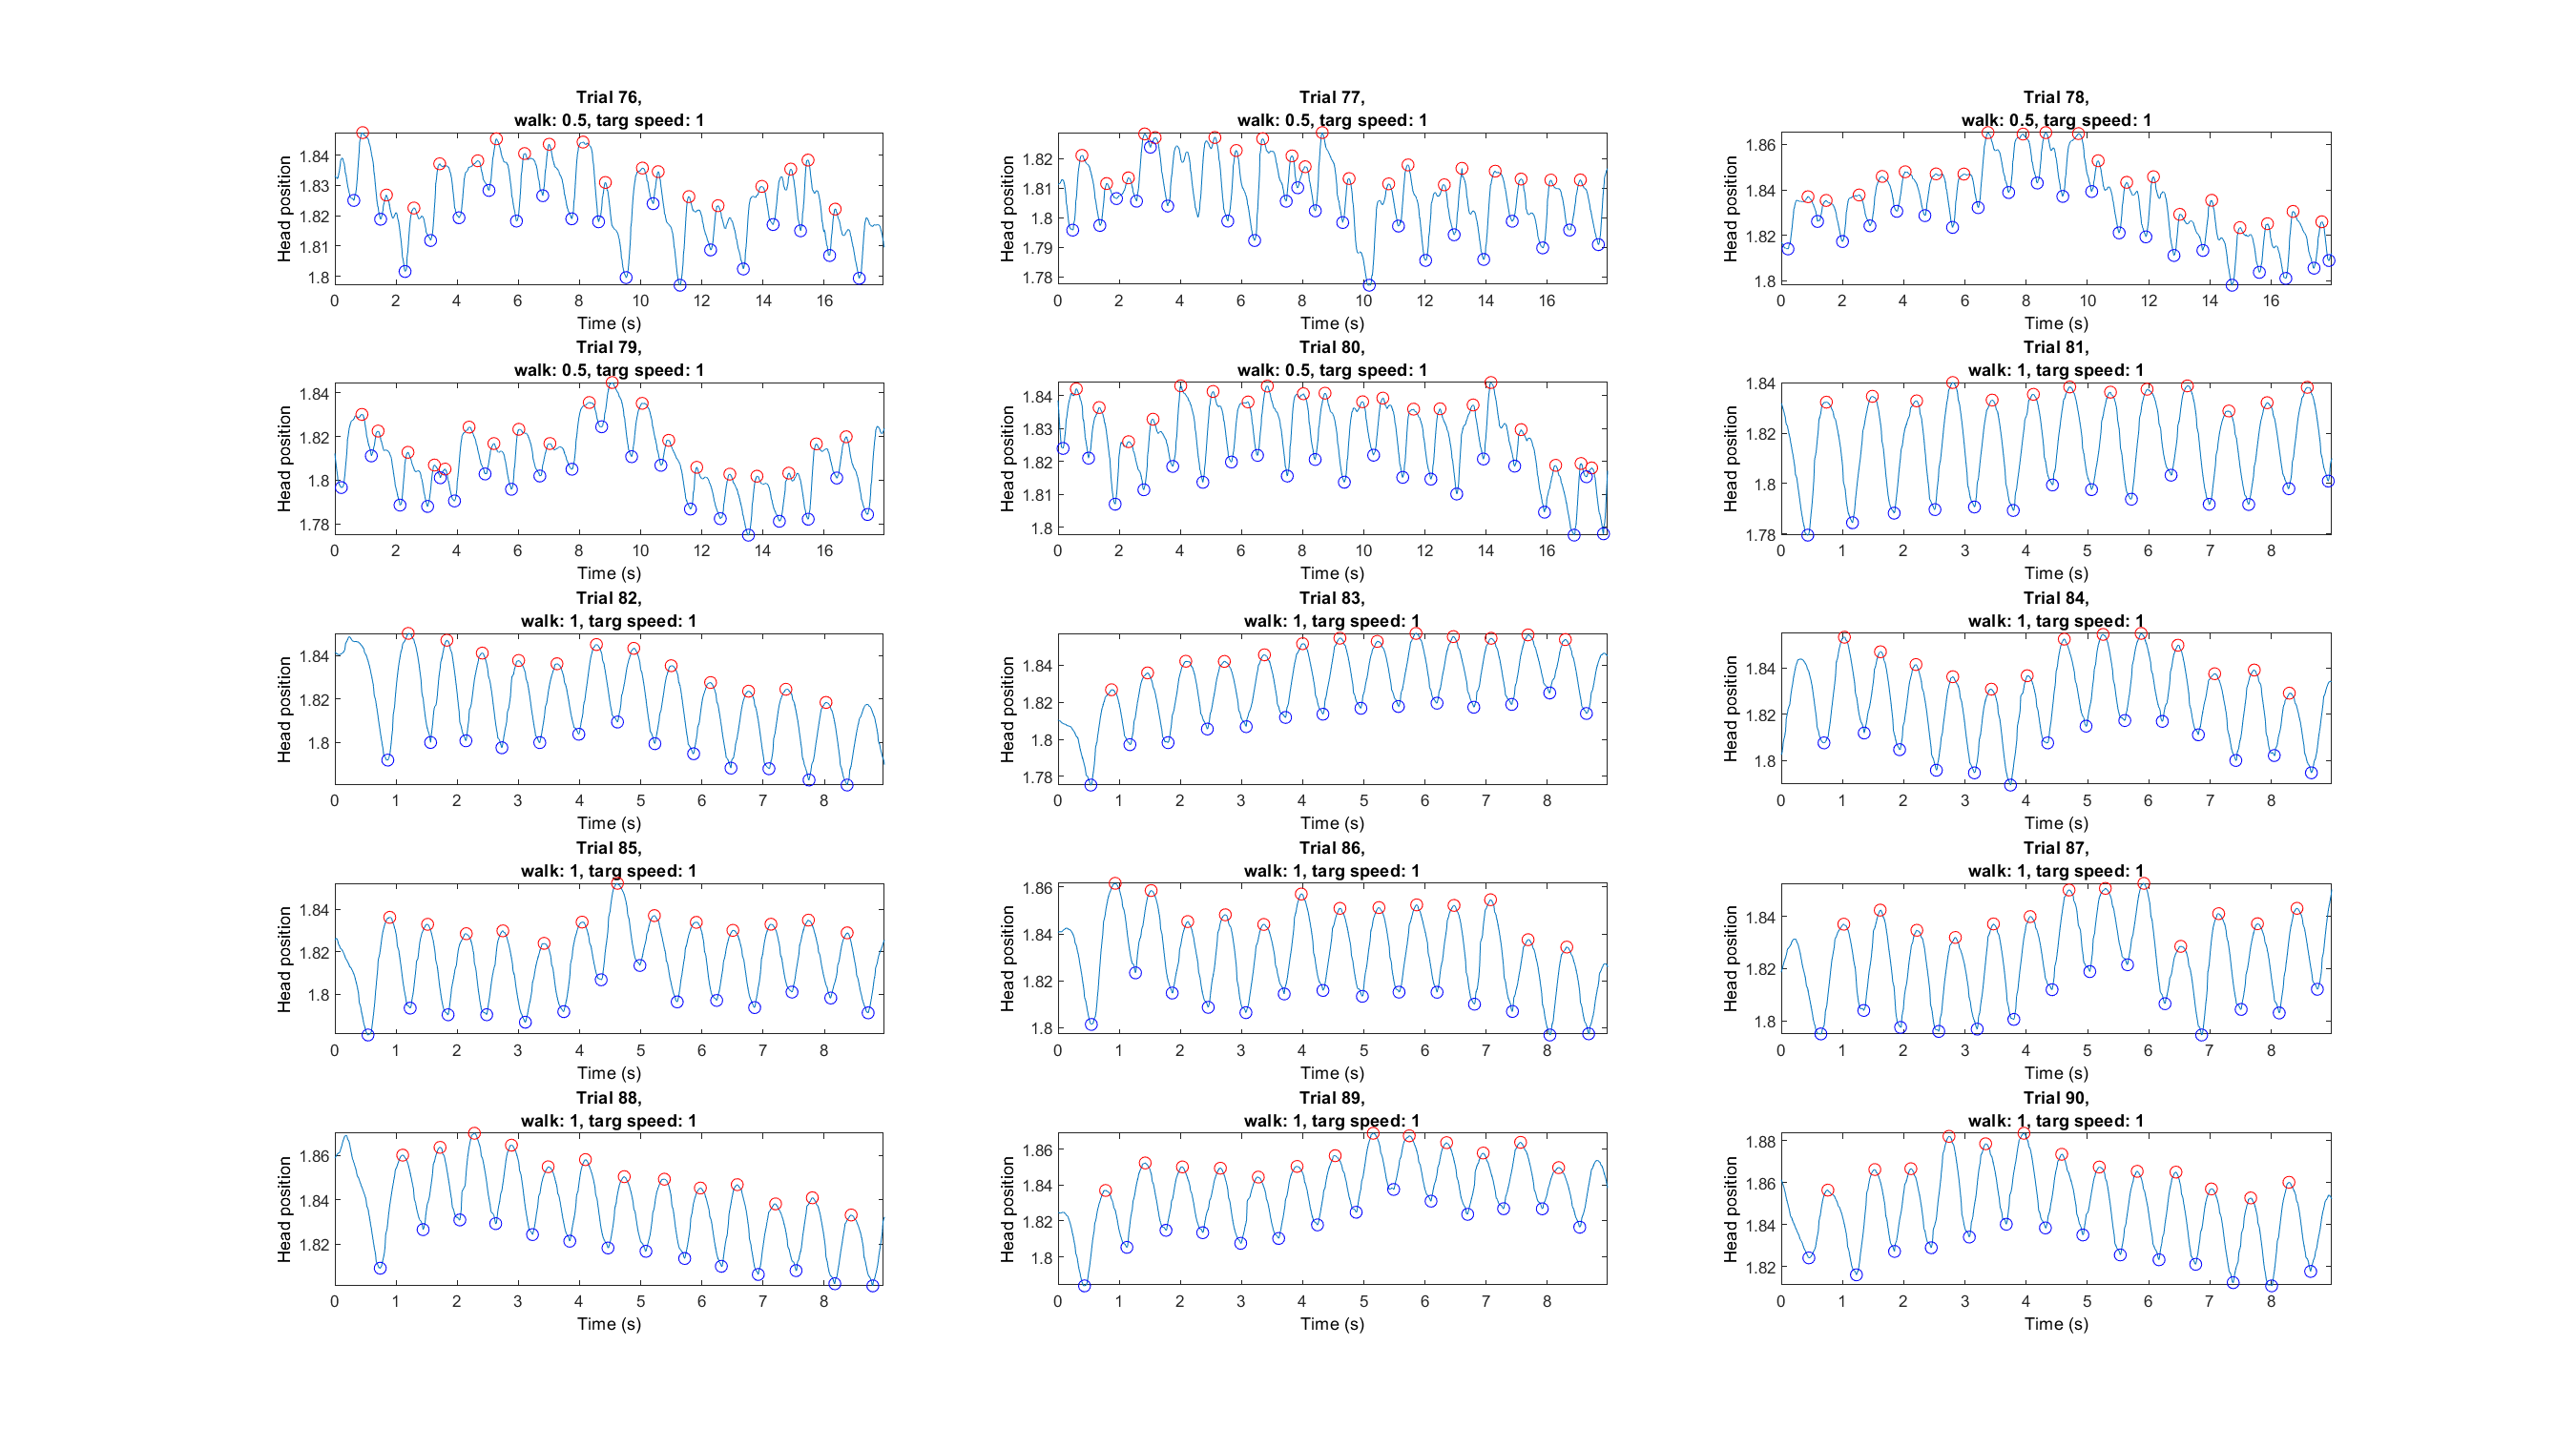 Trial 76,
walk: 0.5, targ speed: 1
Head position
1.84
1.83
1.82
1.81
1.8
0 2 4 6 8 10 12 14 16
Time (s)
Trial 77,
walk: 0.5, targ speed: 1
Head position
1.82
1.81
1.8
1.79
1.78
0 2 4 6 8 10 12 14 16
Time (s)
Trial 78,
walk: 0.5, targ speed: 1
Head position
1.86
1.84
1.82
1.8
0 2 4 6 8 10 12 14 16
Time (s)
Trial 79,
walk: 0.5, targ speed: 1
Head position
1.84
1.82
1.8
1.78
0 2 4 6 8 10 12 14 16
Time (s)
Trial 80,
walk: 0.5, targ speed: 1
Head position
1.84
1.83
1.82
1.81
1.8
0 2 4 6 8 10 12 14 16
Time (s)
Trial 81,
walk: 1, targ speed: 1
Head position
1.84
1.82
1.8
1.78
0 1 2 3 4 5 6 7 8
Time (s)
Trial 82,
walk: 1, targ speed: 1
Head position
1.84
1.82
1.8
0 1 2 3 4 5 6 7 8
Time (s)
Trial 83,
walk: 1, targ speed: 1
Head position
1.84
1.82
1.8
1.78
0 1 2 3 4 5 6 7 8
Time (s)
Trial 84,
walk: 1, targ speed: 1
Head position
1.84
1.82
1.8
0 1 2 3 4 5 6 7 8
Time (s)
Trial 85,
walk: 1, targ speed: 1
Head position
1.84
1.82
1.8
0 1 2 3 4 5 6 7 8
Time (s)
Trial 86,
walk: 1, targ speed: 1
Head position
1.86
1.84
1.82
1.8
0 1 2 3 4 5 6 7 8
Time (s)
Trial 87,
walk: 1, targ speed: 1
Head position
1.84
1.82
1.8
0 1 2 3 4 5 6 7 8
Time (s)
Trial 88,
walk: 1, targ speed: 1
Head position
1.86
1.84
1.82
0 1 2 3 4 5 6 7 8
Time (s)
Trial 89,
walk: 1, targ speed: 1
Head position
1.86
1.84
1.82
1.8
0 1 2 3 4 5 6 7 8
Time (s)
Trial 90,
walk: 1, targ speed: 1
Head position
1.88
1.86
1.84
1.82
0 1 2 3 4 5 6 7 8
Time (s)